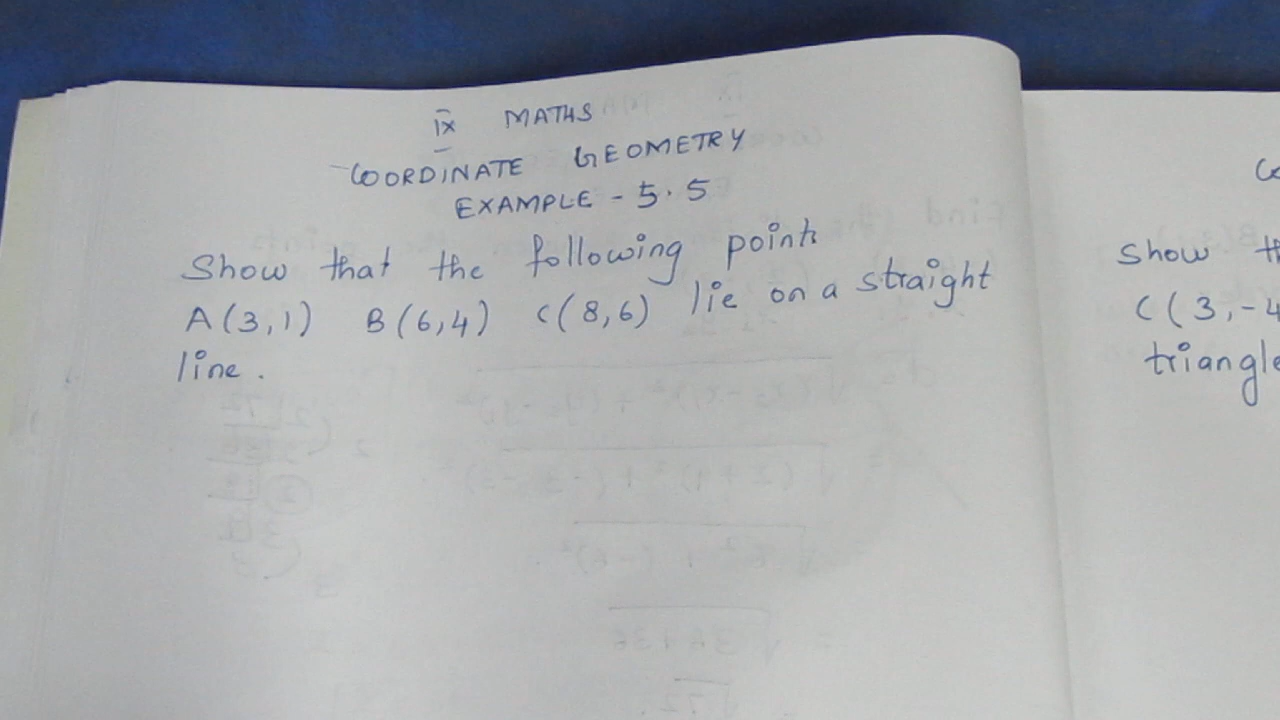 IX MATHS
COORDINATE GEOMETRY
EXAMPLE - 5.5
Show that the following points
A(3,1) B(6,4) C(8,6) lie on a straight
line.
Show
C(3,-4
triangle